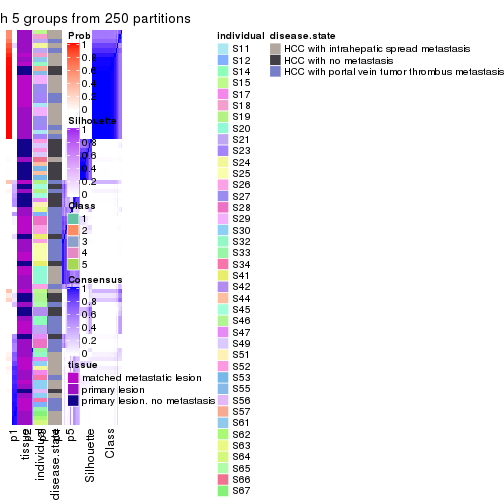 h 5 groups from 250 partitions
Prob
1
0.8
0.6
0.4
0.2
0
Silhouette
1
0.8
0.6
0.4
0.2
0
Class
1
2
3
4
5
Consensus
1
0.8
0.6
0.4
0.2
0
tissue
matched metastatic lesion
primary lesion
primary lesion. no metastasis
individual
S11
S12
S14
S15
S17
S18
S19
S20
S21
S23
S24
S25
S26
S27
S28
S29
S30
S32
S33
S34
S41
S42
S44
S45
S46
S47
S49
S51
S52
S53
S55
S56
S57
S61
S62
S63
S64
S65
S66
S67
disease.state
HCC with intrahepatic spread metastasis
HCC with no metastasis
HCC with portal vein tumor thrombus metastasis
p1
tissue
individual
disease.state
p5
Silhouette
Class